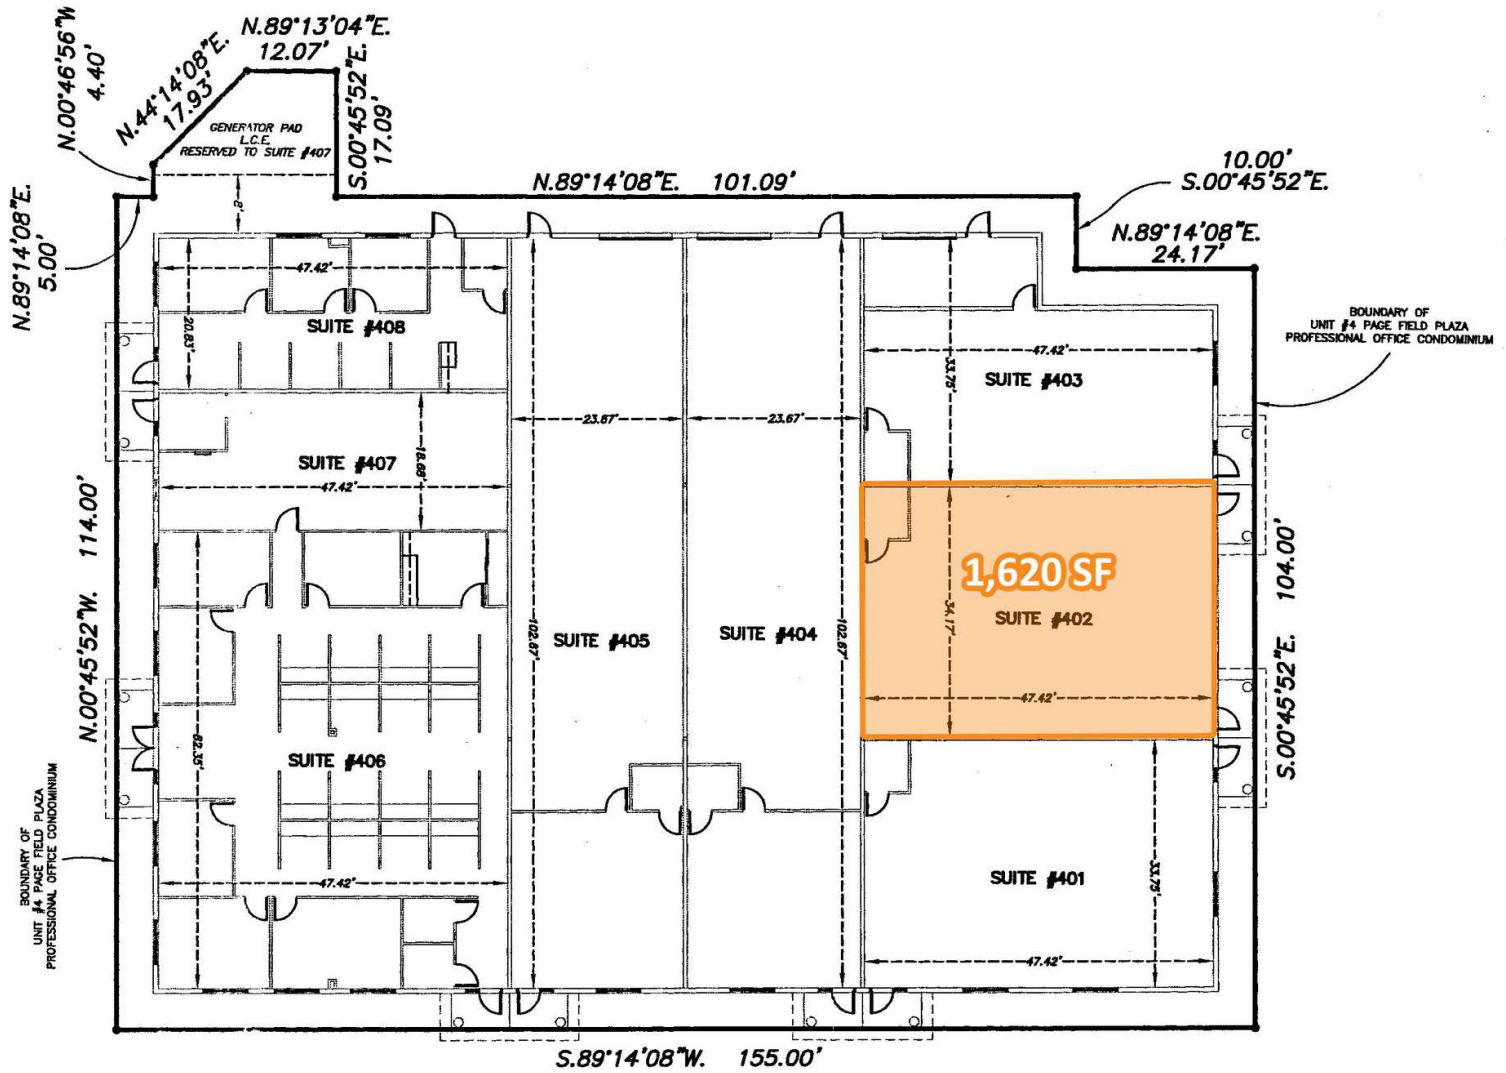 N.89°13'04"E.
12.07'
N.00°46'56"W
4.40'
N.44°14'08"E.
17.93'
S.00°45'52"E.
17.09'
GENERATOR PAD
L.C.E.
RESERVED TO SUITE #407
8'
N.89°14'08"E.
5.00'
N.89°14'08"E. 101.09'
10.00'
S.00°45'52"E.
N.89°14'08"E.
24.17'
BOUNDARY OF
UNIT #4 PAGE FIELD PLAZA
PROFESSIONAL OFFICE CONDOMINIUM
47.42'
20.83'
SUITE #408
47.42'
33.75'
SUITE #403
23.67'
23.67'
SUITE #407
18.68'
47.42'
N.00°45'52"W. 114.00'
S.00°45'52"E. 104.00'
1,620 SF
SUITE #402
34.17'
47.42'
SUITE #405
102.67'
SUITE #404
102.67'
SUITE #406
62.35'
47.42'
BOUNDARY OF
UNIT #4 PAGE FIELD PLAZA
PROFESSIONAL OFFICE CONDOMINIUM
SUITE #401
33.75'
47.42'
S.89°14'08"W. 155.00'